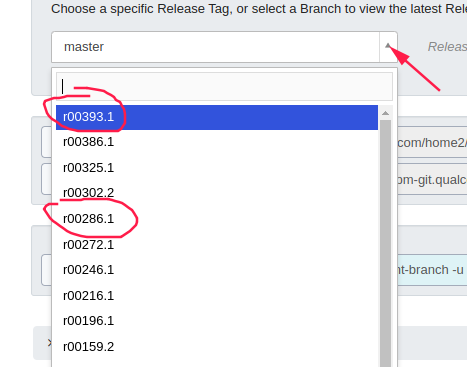 Choose a specific Release Tag, or select a Branch to view the latest Rele
master
Releas
r00393.1
r00386.1
.com/home2/
r00325.1
om-git.qualco
r00302.2
r00286.1
r00272.1
r00246.1
nt-branch -u
r00216.1
r00196.1
r00159.2